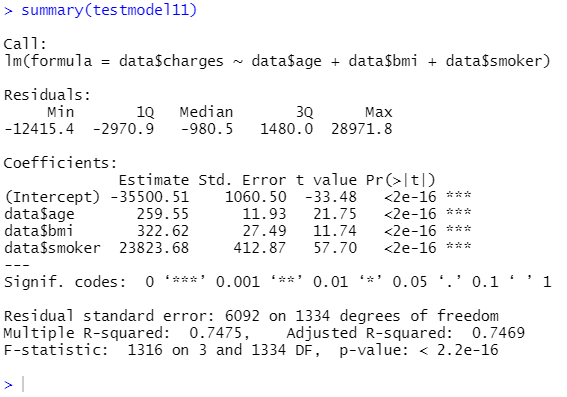 > summary(testmodel11)
Call:
lm(formula = data$charges ~ data$age + data$bmi + data$smoker)
Residuals:
Min 1Q Median 3Q Max
-12415.4 -2970.9 -980.5 1480.0 28971.8
Coefficients:
Estimate Std. Error t value Pr(>|t|)
(Intercept) -35500.51 1060.50 -33.48 <2e-16 ***
data$age 259.55 11.93 21.75 <2e-16 ***
data$bmi 322.62 27.49 11.74 <2e-16 ***
data$smoker 23823.68 412.87 57.70 <2e-16 ***
---
Signif. codes: 0 ‘***’ 0.001 ‘**’ 0.01 ‘*’ 0.05 ‘.’ 0.1 ‘ ’ 1
Residual standard error: 6092 on 1334 degrees of freedom
Multiple R-squared: 0.7475, Adjusted R-squared: 0.7469
F-statistic: 1316 on 3 and 1334 DF, p-value: < 2.2e-16
>